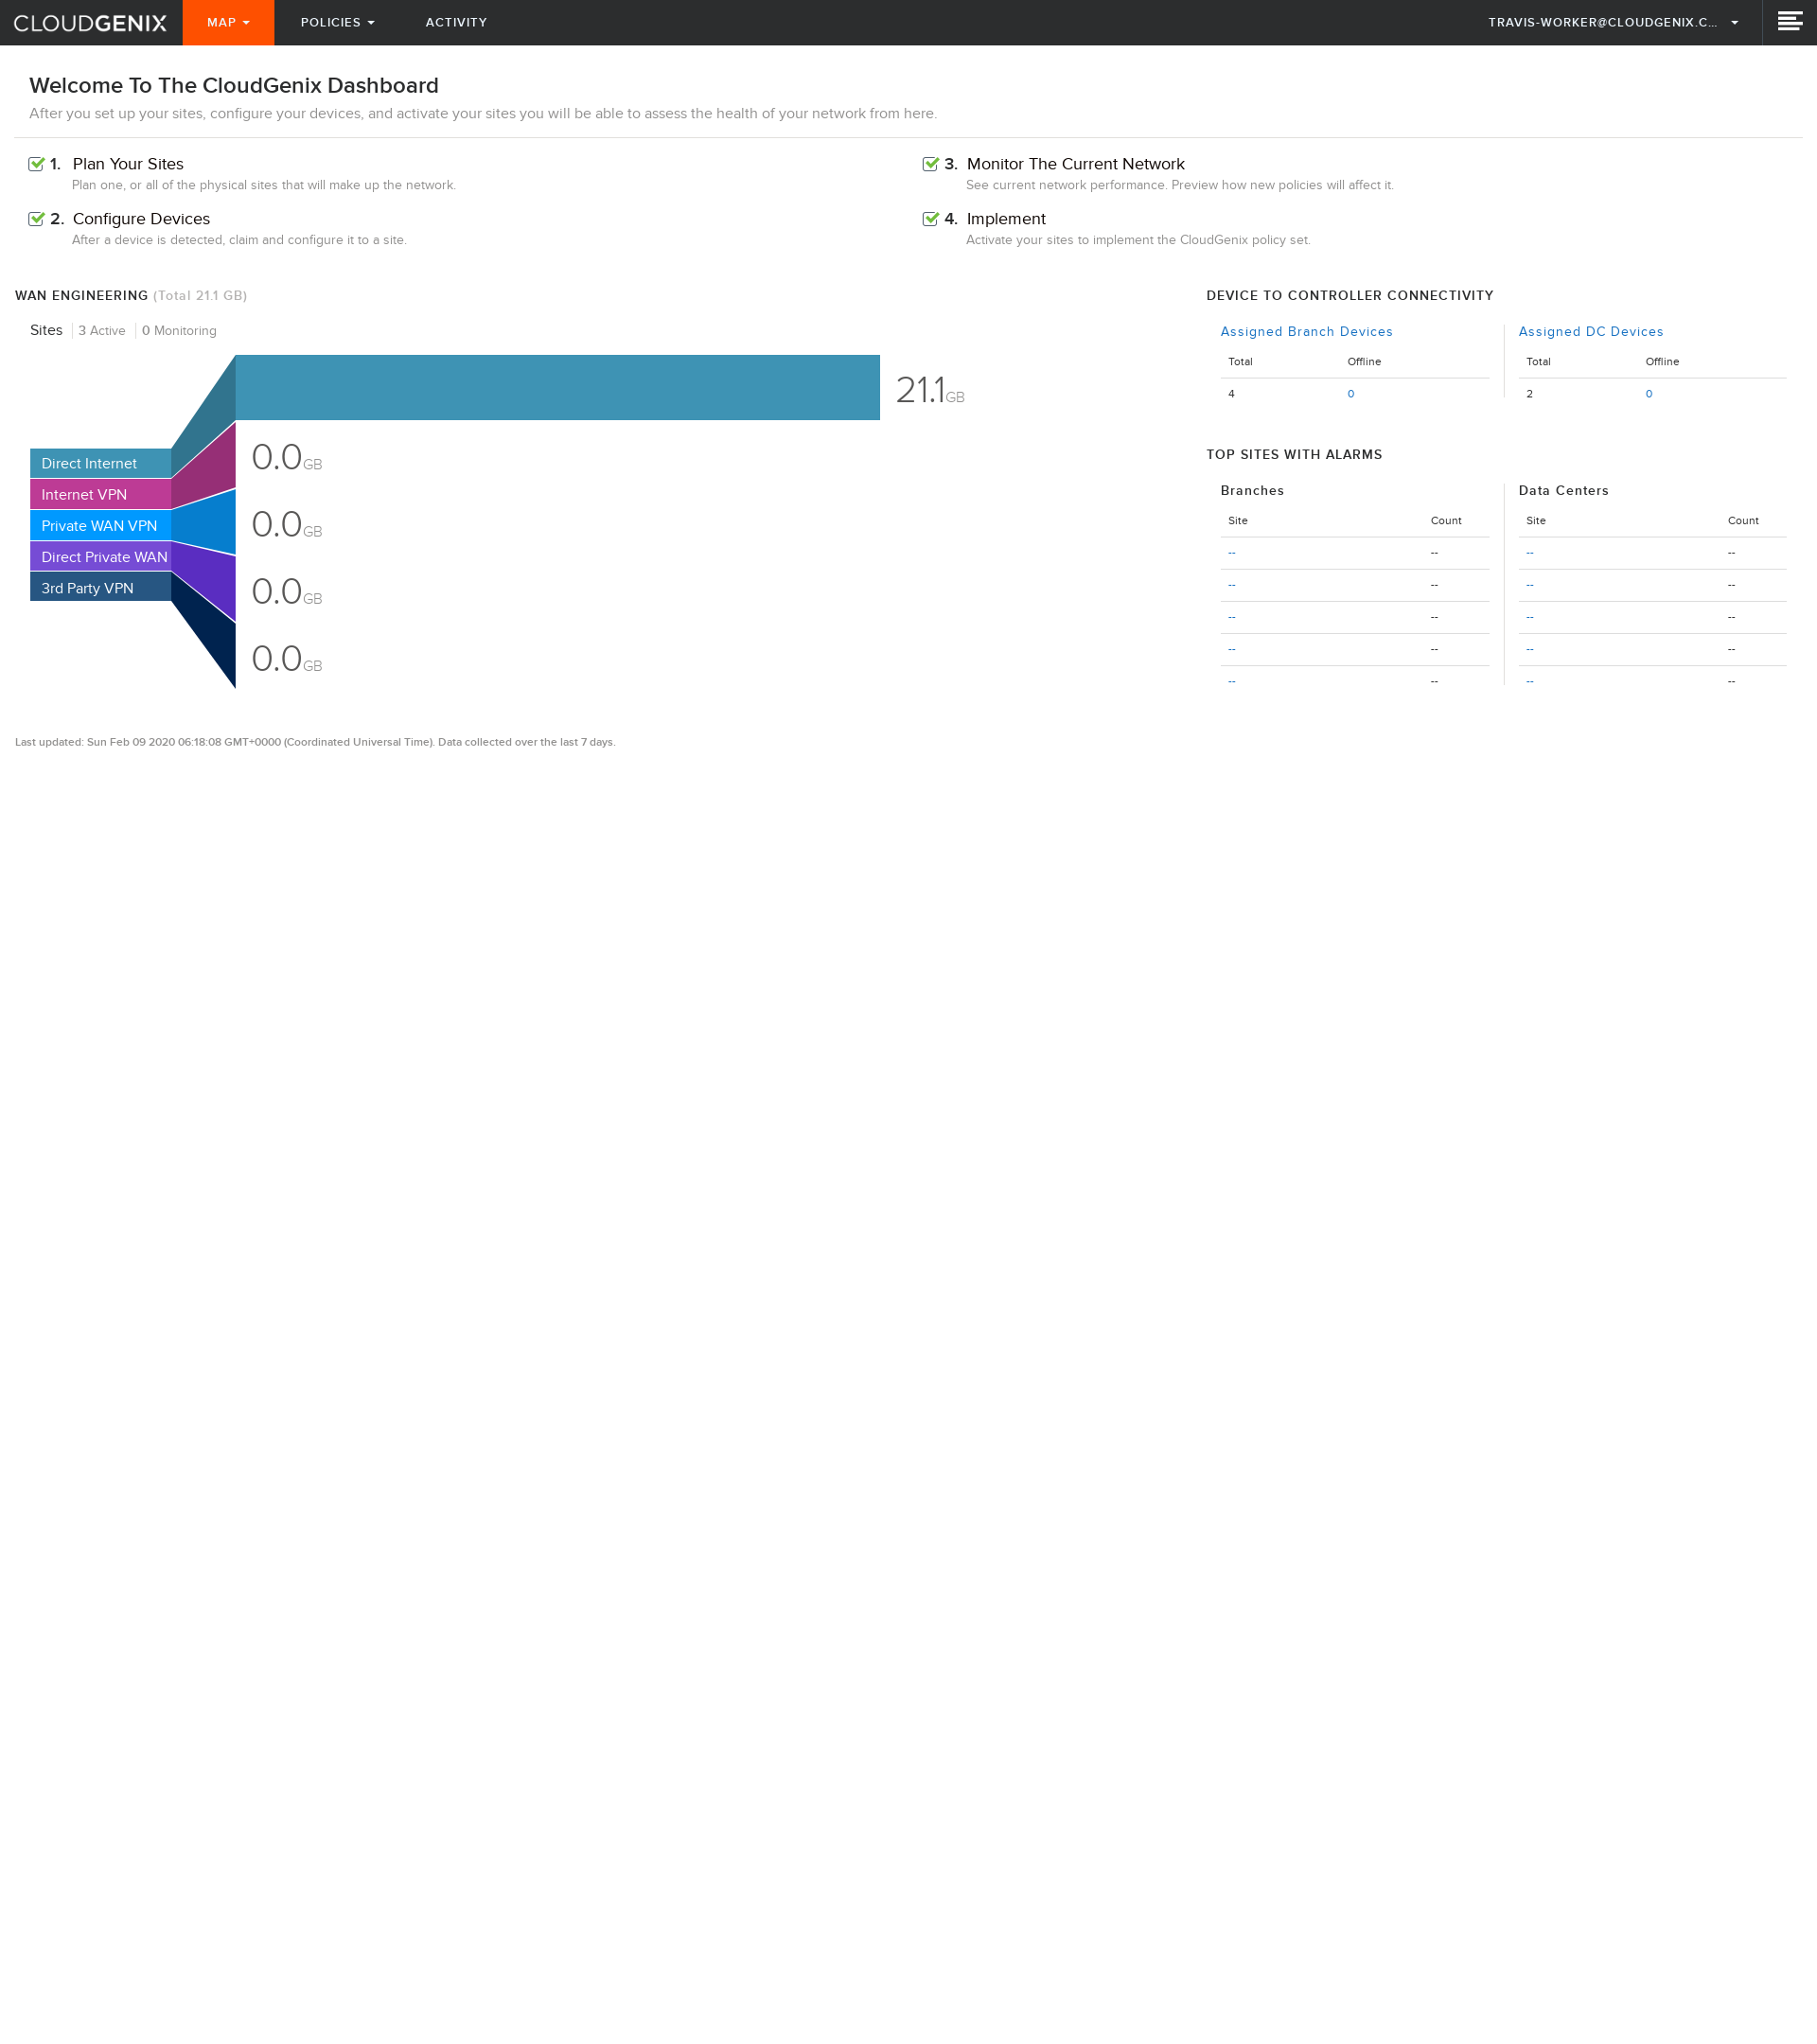 CLOUDGENIX MAP POLICIES ACTIVITY TRAVIS-WORKER@CLOUDGENIX.C...
Welcome To The CloudGenix Dashboard
After you set up your sites, configure your devices, and activate your sites you will be able to assess the health of your network from here.
1. Plan Your Sites
Plan one, or all of the physical sites that will make up the network.
2. Configure Devices
After a device is detected, claim and configure it to a site.
3. Monitor The Current Network
See current network performance. Preview how new policies will affect it.
4. Implement
Activate your sites to implement the CloudGenix policy set.
WAN ENGINEERING (Total 21.1 GB)
Sites 3 Active 0 Monitoring
Direct Internet
Internet VPN
Private WAN VPN
Direct Private WAN
3rd Party VPN
21.1GB
0.0GB
0.0GB
0.0GB
0.0GB
DEVICE TO CONTROLLER CONNECTIVITY
Assigned Branch Devices
Total Offline
4 0
Assigned DC Devices
Total Offline
2 0
TOP SITES WITH ALARMS
Branches
Site Count
-- --
-- --
-- --
-- --
-- --
Data Centers
Site Count
-- --
-- --
-- --
-- --
-- --
Last updated: Sun Feb 09 2020 06:18:08 GMT+0000 (Coordinated Universal Time). Data collected over the last 7 days.